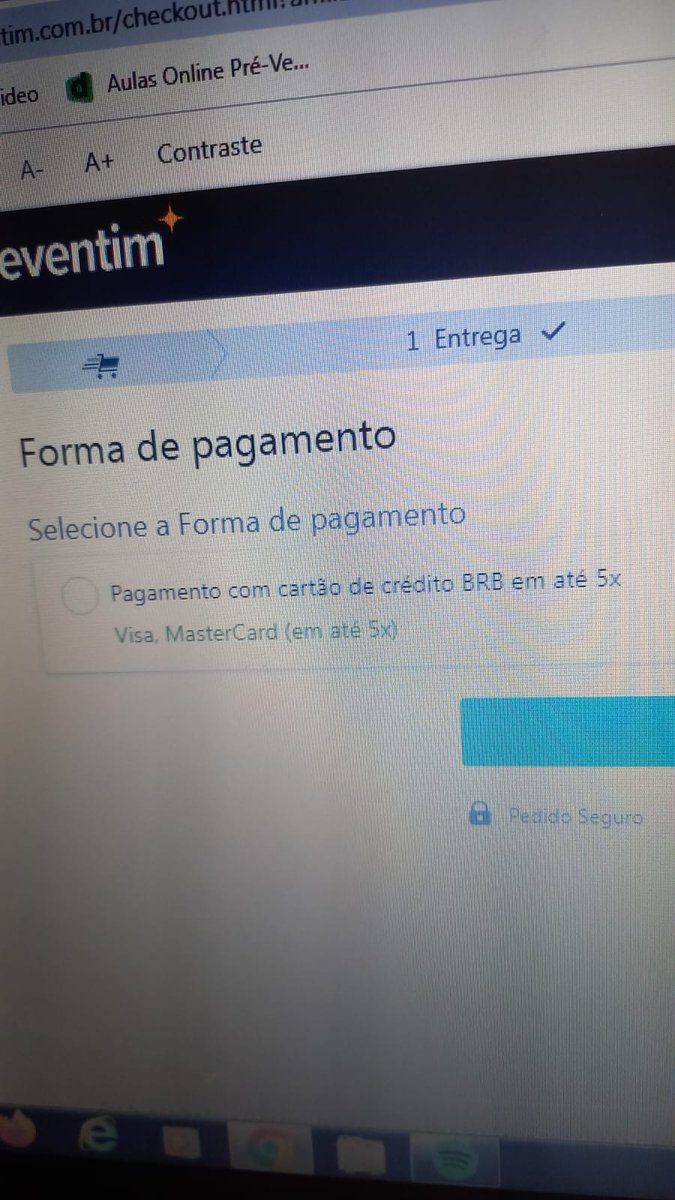 tim.com.br/checkout.html
ideo
Aulas Online Pré-Ve...
A-
A+
Contraste
eventim
1 Entrega
Forma de pagamento
Selecione a Forma de pagamento
Pagamento com cartão de crédito BRB em até 5x
Visa, MasterCard (em até 5x)
Pedido Seguro